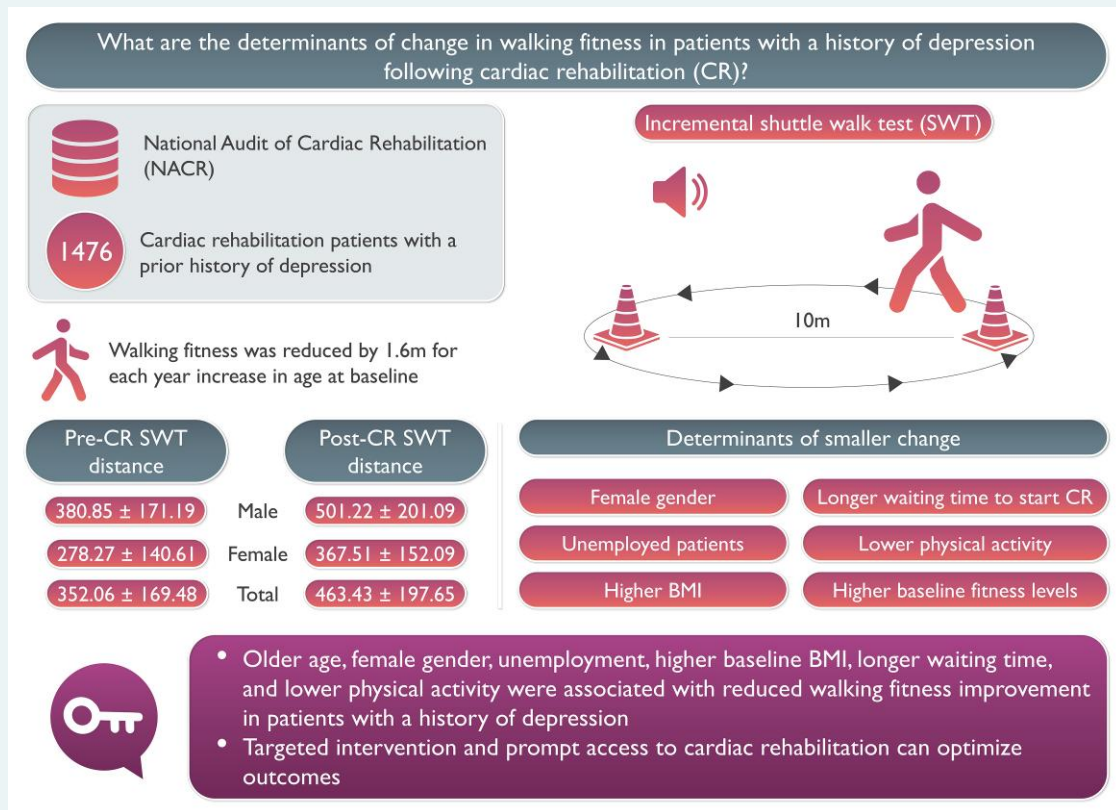 What are the determinants of change in walking fitness in patients with a history of depression
following cardiac rehabilitation (CR)?
National Audit of Cardiac Rehabilitation
(NACR)
1476
Cardiac rehabilitation patients with a
prior history of depression
Walking fitness was reduced by 1.6m for
each year increase in age at baseline
Incremental shuttle walk test (SWT)
10m
Pre-CR SWT
distance
Post-CR SWT
distance
380.85 ± 171.19 Male 501.22 ± 201.09
278.27 ± 140.61 Female 367.51 ± 152.09
352.06 ± 169.48 Total 463.43 ± 197.65
Determinants of smaller change
Female gender
Longer waiting time to start CR
Unemployed patients
Lower physical activity
Higher BMI
Higher baseline fitness levels
• Older age, female gender, unemployment, higher baseline BMI, longer waiting time,
and lower physical activity were associated with reduced walking fitness improvement
in patients with a history of depression
• Targeted intervention and prompt access to cardiac rehabilitation can optimize
outcomes